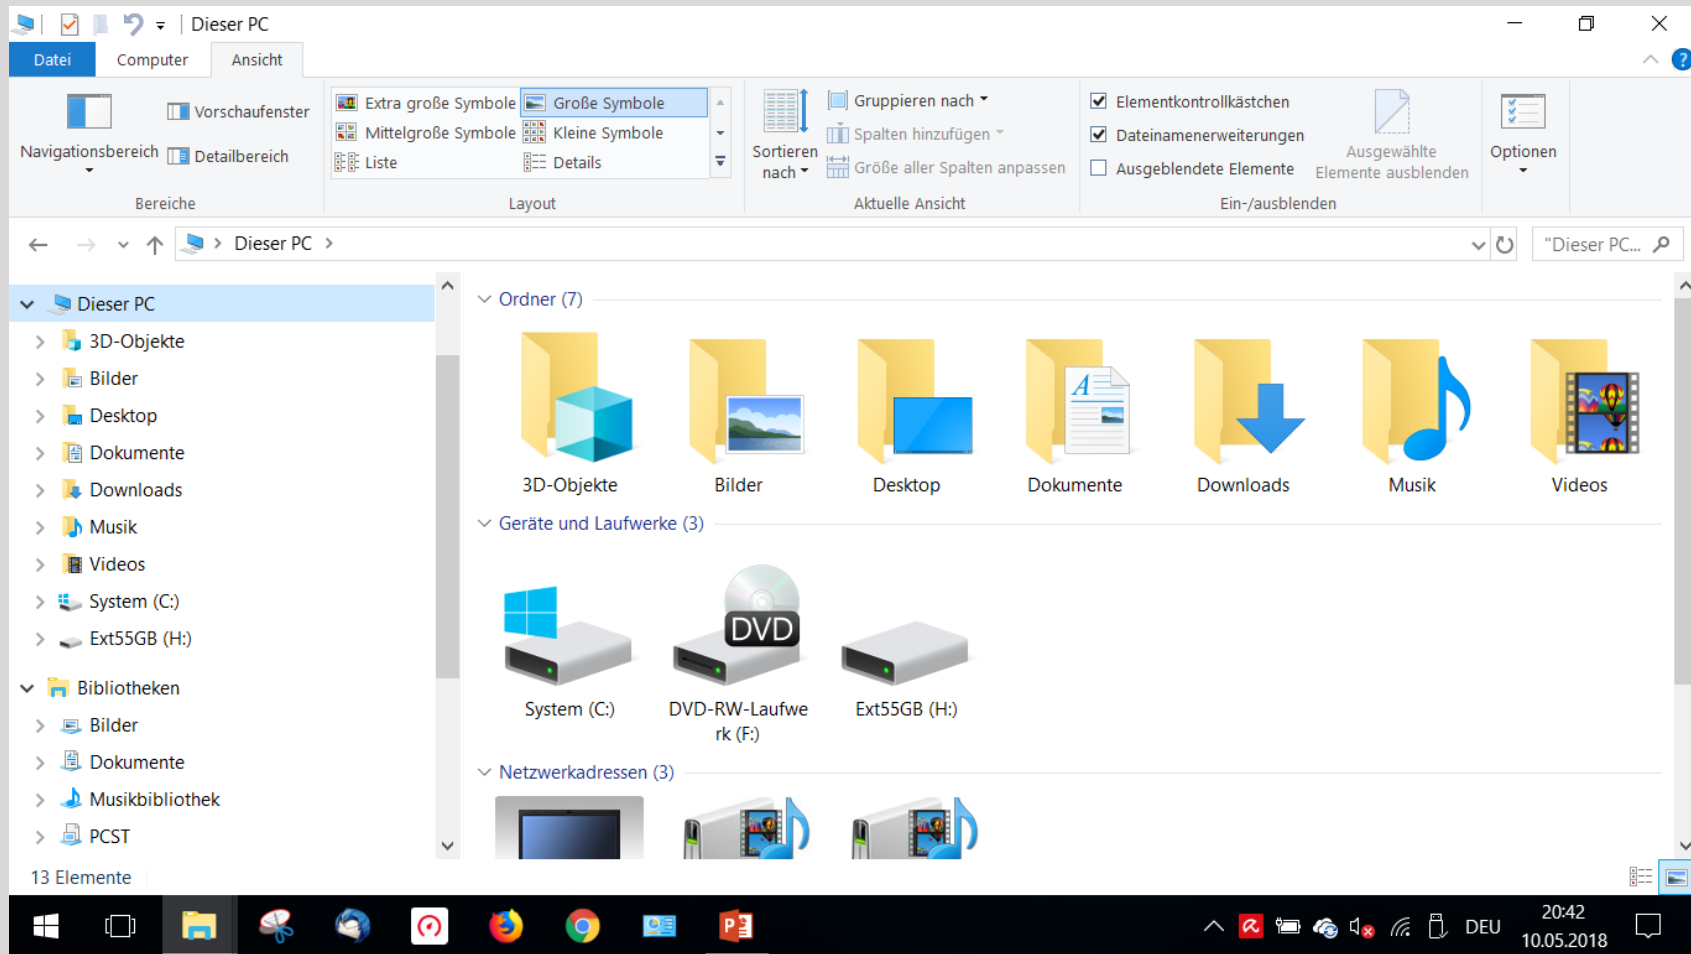 Dieser PC
Datei Computer Ansicht
Navigationsbereich
Vorschaufenster
Detailbereich
Bereiche
Extra große Symbole Große Symbole
Mittelgroße Symbole Kleine Symbole
Liste Details
Layout
Sortieren
nach
Gruppieren nach
Spalten hinzufügen
Größe aller Spalten anpassen
Aktuelle Ansicht
Elementkontrollkästchen
Dateinamenerweiterungen
Ausgeblendete Elemente
Ausgewählte
Elemente ausblenden
Ein-/ausblenden
Optionen
Dieser PC
"Dieser PC...
Dieser PC
3D-Objekte
Bilder
Desktop
Dokumente
Downloads
Musik
Videos
System (C:)
Ext55GB (H:)
Bibliotheken
Bilder
Dokumente
Musikbibliothek
PCST
Ordner (7)
3D-Objekte Bilder Desktop Dokumente Downloads Musik Videos
Geräte und Laufwerke (3)
DVD
System (C:)
DVD-RW-Laufwe
rk (F:)
Ext55GB (H:)
Netzwerkadressen (3)
13 Elemente
DEU
20:42
10.05.2018